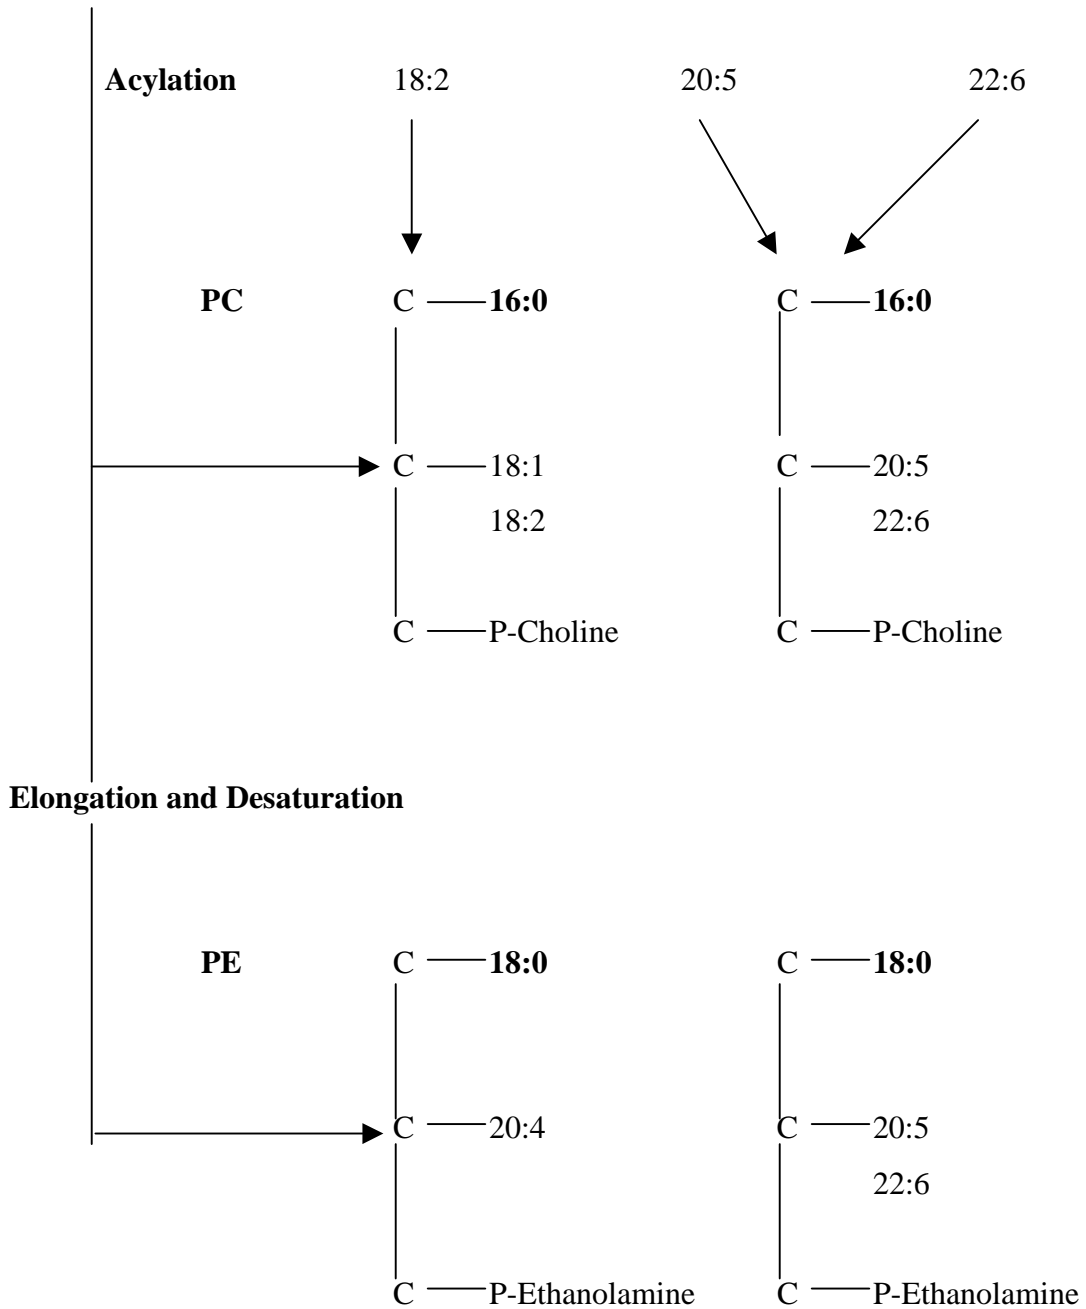 Acylation 18:2 20:5 22:6
PC C 16:0 C 16:0
C 18:1 C 20:5
18:2 22:6
C P-Choline C P-Choline
Elongation and Desaturation
PE C 18:0 C 18:0
C 20:4 C 20:5
22:6
C P-Ethanolamine C P-Ethanolamine